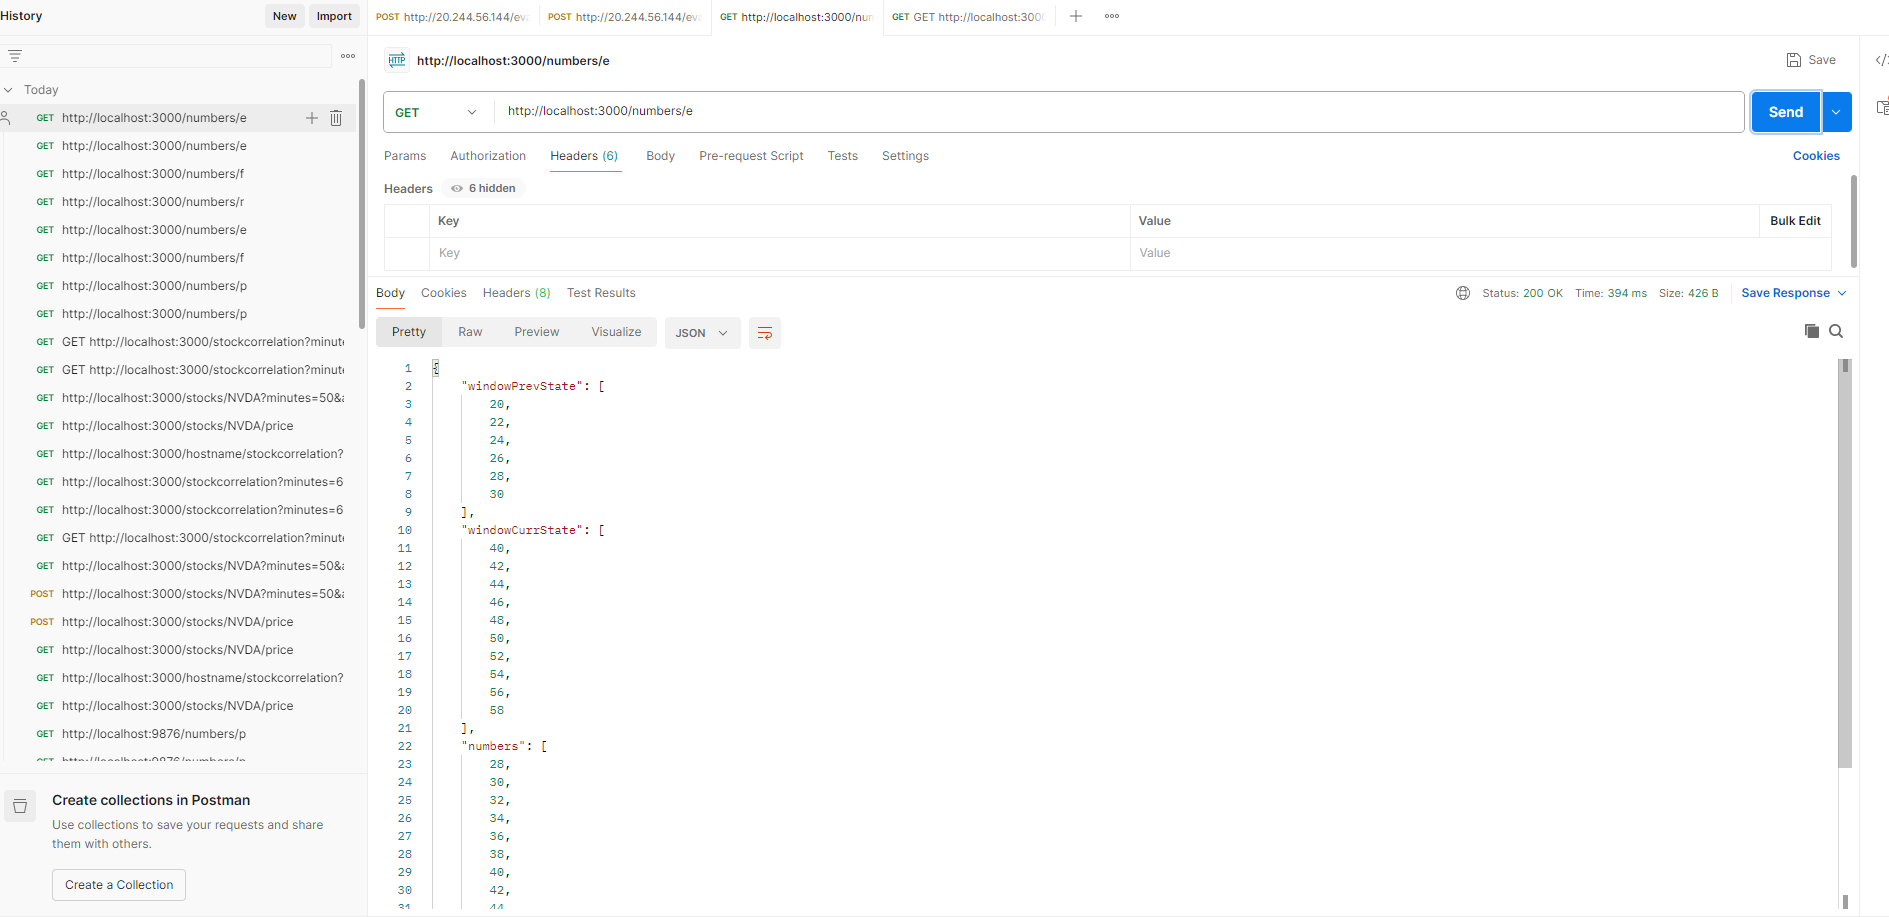 History
New
Import
Today
GET http://localhost:3000/numbers/e
GET http://localhost:3000/numbers/e
GET http://localhost:3000/numbers/f
GET http://localhost:3000/numbers/r
GET http://localhost:3000/numbers/e
GET http://localhost:3000/numbers/f
GET http://localhost:3000/numbers/p
GET http://localhost:3000/numbers/p
GET GET http://localhost:3000/stockcorrelation?minute
GET GET http://localhost:3000/stockcorrelation?minute
GET http://localhost:3000/stocks/NVDA?minutes=50&a
GET http://localhost:3000/stocks/NVDA/price
GET http://localhost:3000/hostname/stockcorrelation?
GET http://localhost:3000/stockcorrelation?minutes=6
GET http://localhost:3000/stockcorrelation?minutes=6
GET GET http://localhost:3000/stockcorrelation?minute
GET http://localhost:3000/stocks/NVDA?minutes=50&a
POST http://localhost:3000/stocks/NVDA?minutes=50&a
POST http://localhost:3000/stocks/NVDA/price
GET http://localhost:3000/stocks/NVDA/price
GET http://localhost:3000/hostname/stockcorrelation?
GET http://localhost:3000/stocks/NVDA/price
GET http://localhost:9876/numbers/p
GET http://localhost:9876/numbers/p
Create collections in Postman
Use collections to save your requests and share
them with others.
Create a Collection
POST http://20.244.56.144/eva
POST http://20.244.56.144/eva
GET http://localhost:3000/num
GET GET http://localhost:300
HTTP http://localhost:3000/numbers/e
Save
GET http://localhost:3000/numbers/e
Send
Params Authorization Headers (6) Body Pre-request Script Tests Settings
Cookies
Headers 6 hidden
Key Value Bulk Edit
Key Value
Body Cookies Headers (8) Test Results
Status: 200 OK Time: 394 ms Size: 426 B Save Response
Pretty Raw Preview Visualize JSON
1 {
2 "windowPrevState": [
3 20,
4 22,
5 24,
6 26,
7 28,
8 30
9 ],
10 "windowCurrState": [
11 40,
12 42,
13 44,
14 46,
15 48,
16 50,
17 52,
18 54,
19 56,
20 58
21 ],
22 "numbers": [
23 28,
24 30,
25 32,
26 34,
27 36,
28 38,
29 40,
30 42,
31 44